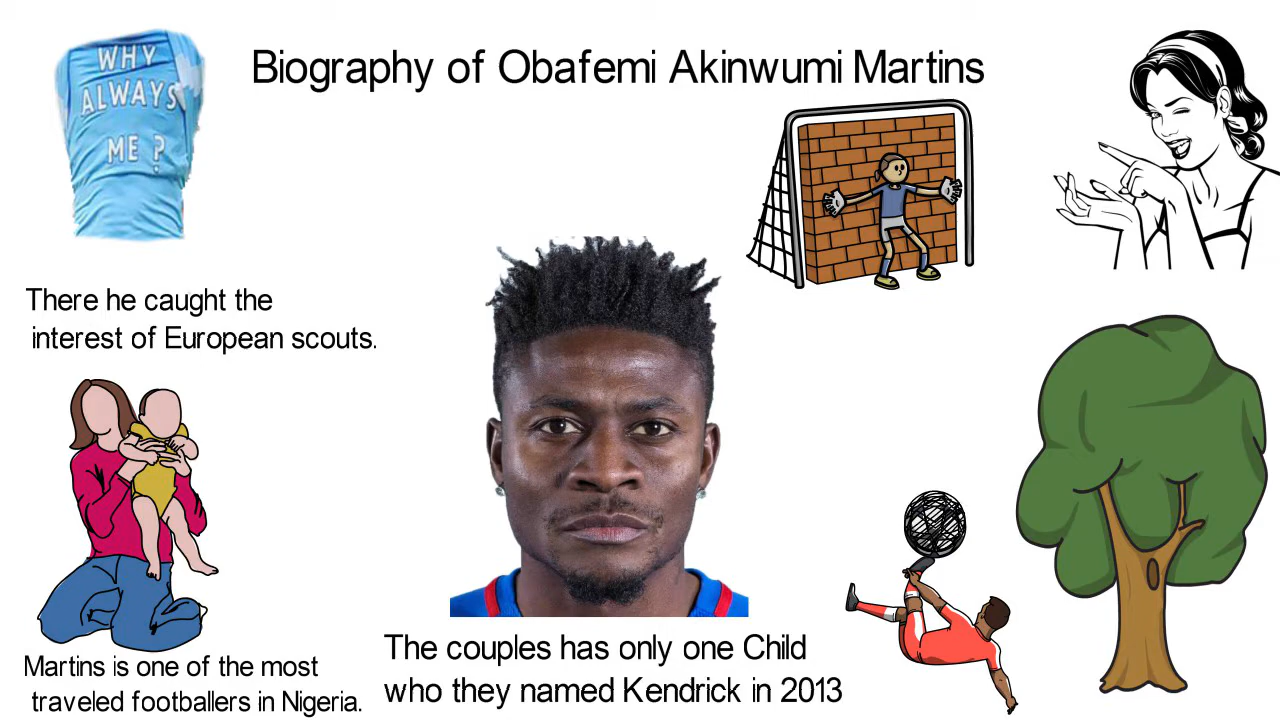 WHY
ALWAYS
ME ?
Biography of Obafemi Akinwumi Martins
There he caught the
interest of European scouts.
Martins is one of the most
traveled footballers in Nigeria.
The couples has only one Child
who they named Kendrick in 2013